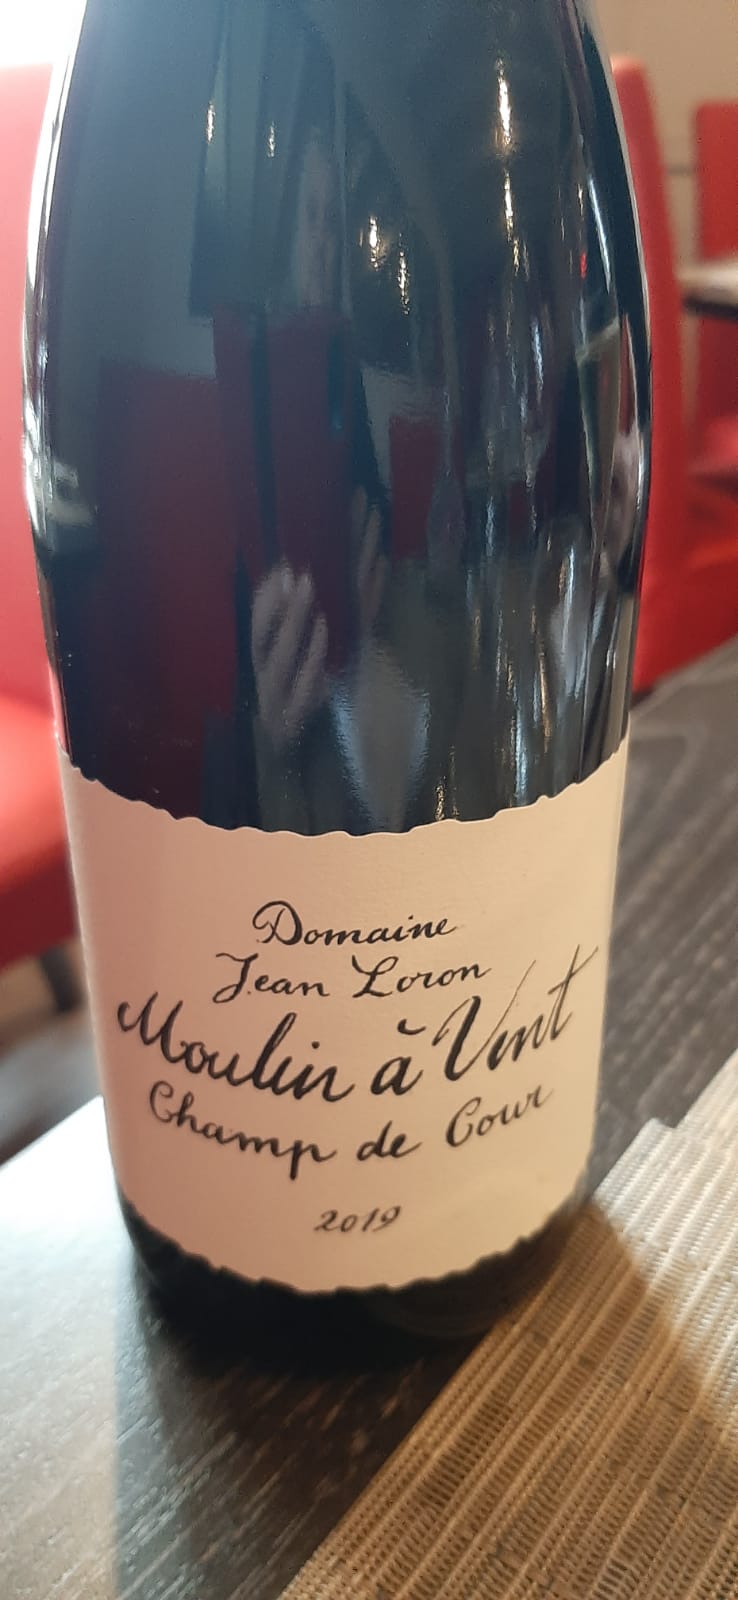 Domaine
Jean Loron
Moulin à Vent
Champ de Cour
2019